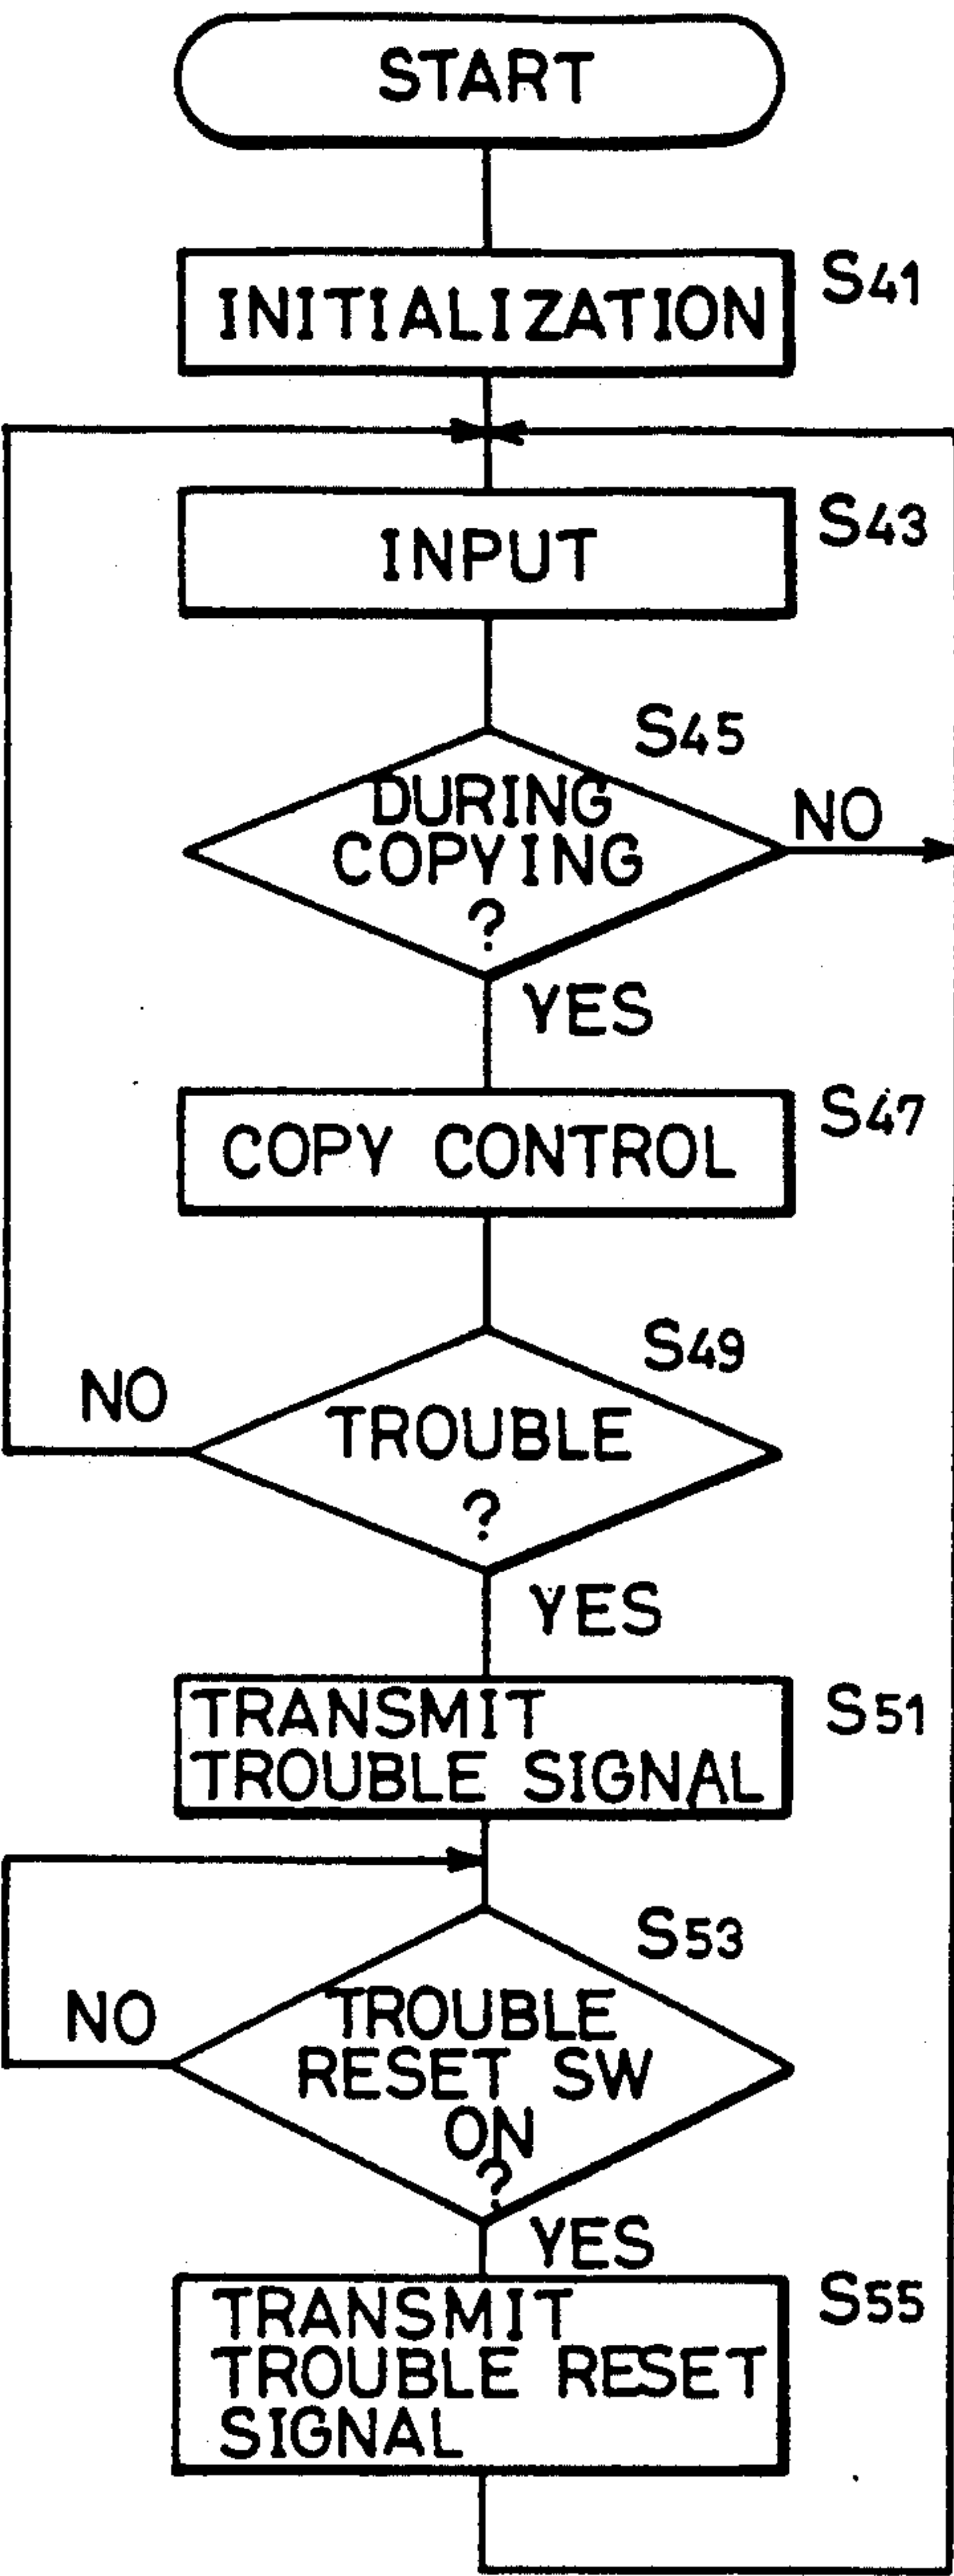 START
INITIALIZATION
S41
INPUT
S43
S45
DURING
COPYING
?
NO
YES
COPY CONTROL
S47
S49
NO
TROUBLE
?
YES
TRANSMIT
TROUBLE SIGNAL
S51
S53
NO
TROUBLE
RESET SW
ON
?
YES
TRANSMIT
TROUBLE RESET
SIGNAL
S55